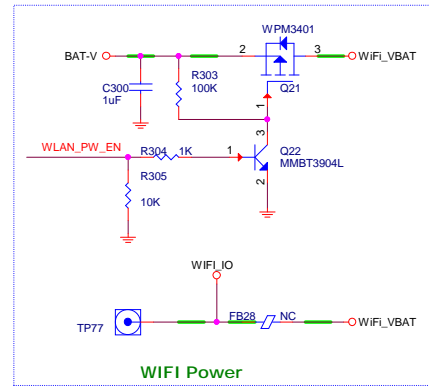 WPM3401
BAT-V
2
3
WiFi_VBAT
C300
1uF
R303
100K
1
Q21
3
WLAN_PW_EN
R304
1K
1
Q22
MMBT3904L
R305
10K
2
WIFI_IO
TP77
FB28
NC
WiFi_VBAT
WIFI Power